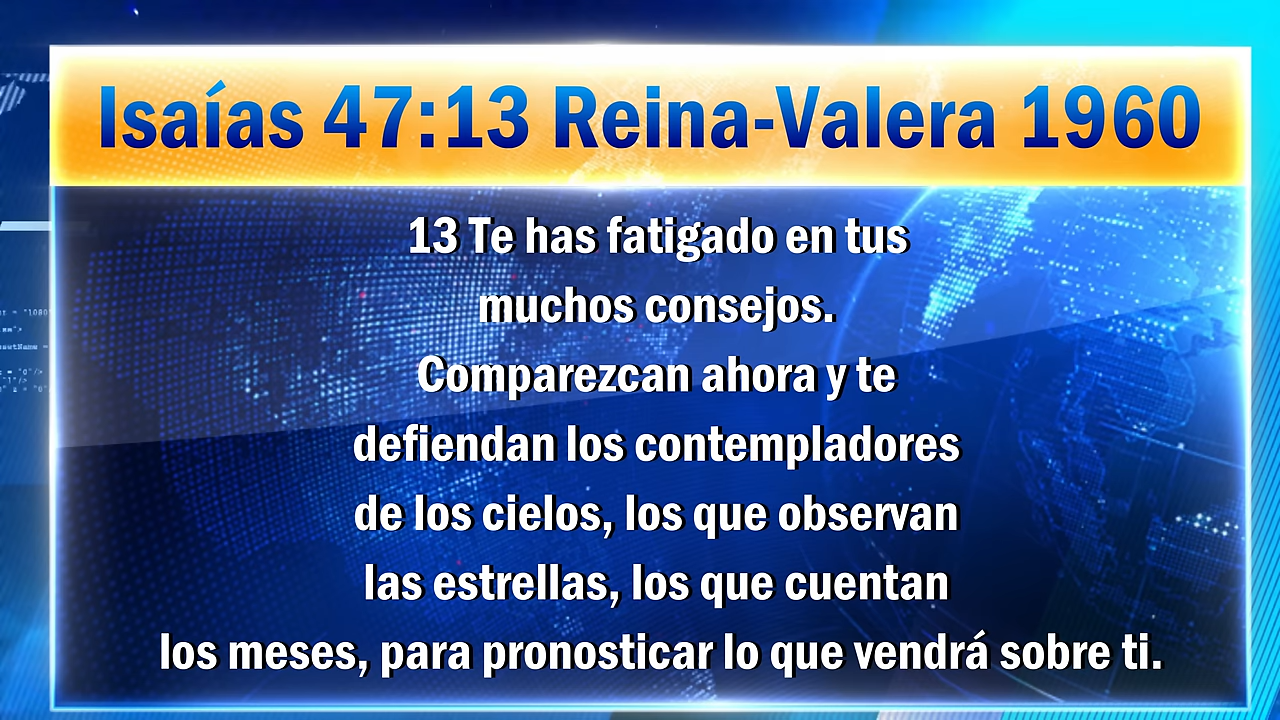 Isaías 47:13 Reina-Valera 1960
13 Te has fatigado en tus
muchos consejos.
Comparezcan ahora y te
defiendan los contempladores
de los cielos, los que observan
las estrellas, los que cuentan
los meses, para pronosticar lo que vendrá sobre ti.